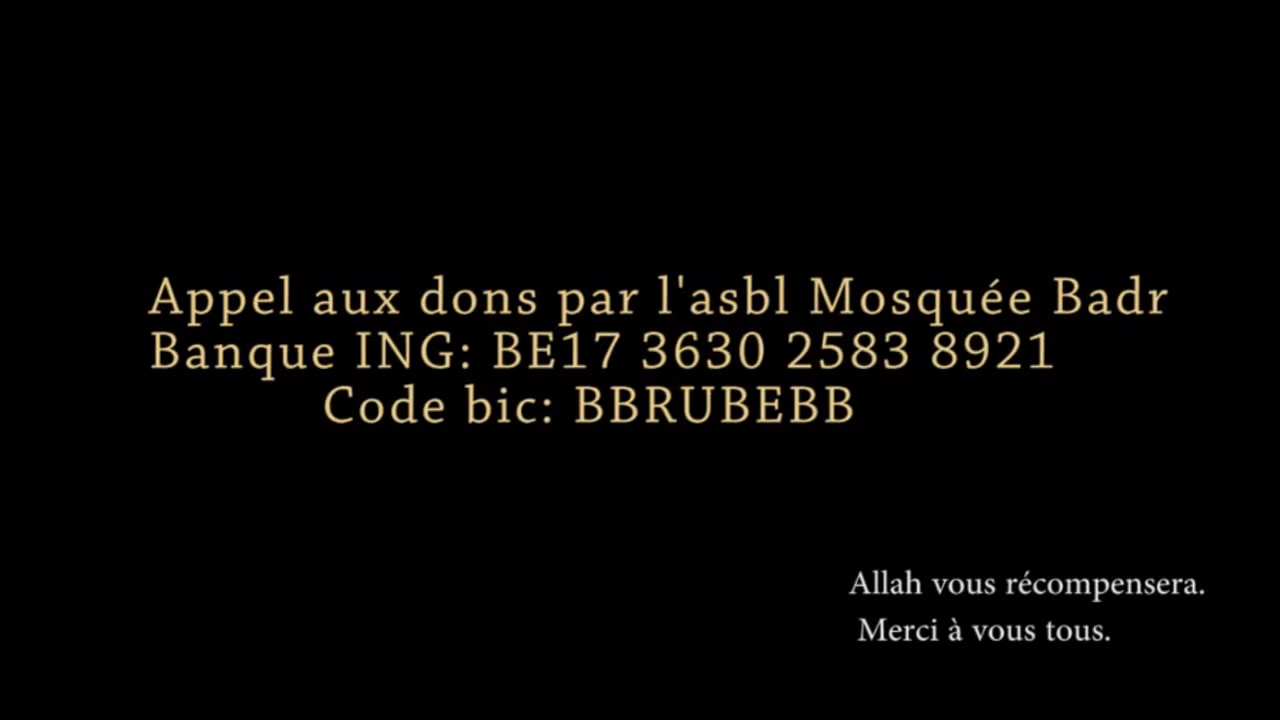 Appel aux dons par l'asbl Mosquée Badr
Banque ING: BE17 3630 2583 8921
Code bic: BBRUBEBB
Allah vous récompensera.
Merci à vous tous.